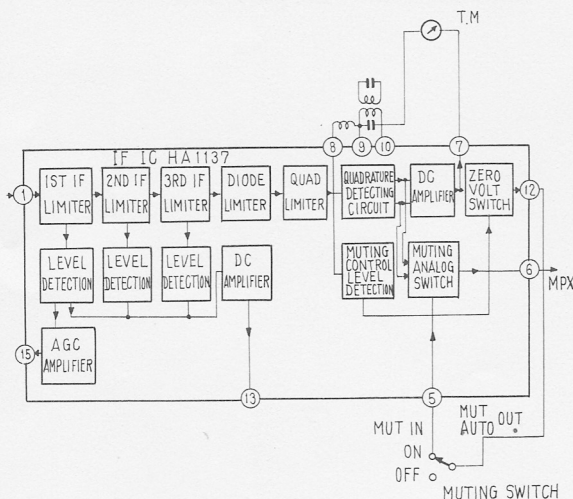 T.M
8
9
10
7
IF IC HA1137
1
1ST IF
LIMITER
2ND IF
LIMITER
3RD IF
LIMITER
DIODE
LIMITER
QUAD
LIMITER
QUADRATURE
DETECTING
CIRCUIT
DC
AMPLIFIER
ZERO
VOLT
SWITCH
12
LEVEL
DETECTION
LEVEL
DETECTION
LEVEL
DETECTION
DC
AMPLIFIER
MUTING
CONTROL
LEVEL
DETECTION
MUTING
ANALOG
SWITCH
6
MPX
15
AGC
AMPLIFIER
13
5
MUT IN
MUT
AUTO OUT
ON
OFF
MUTING SWITCH